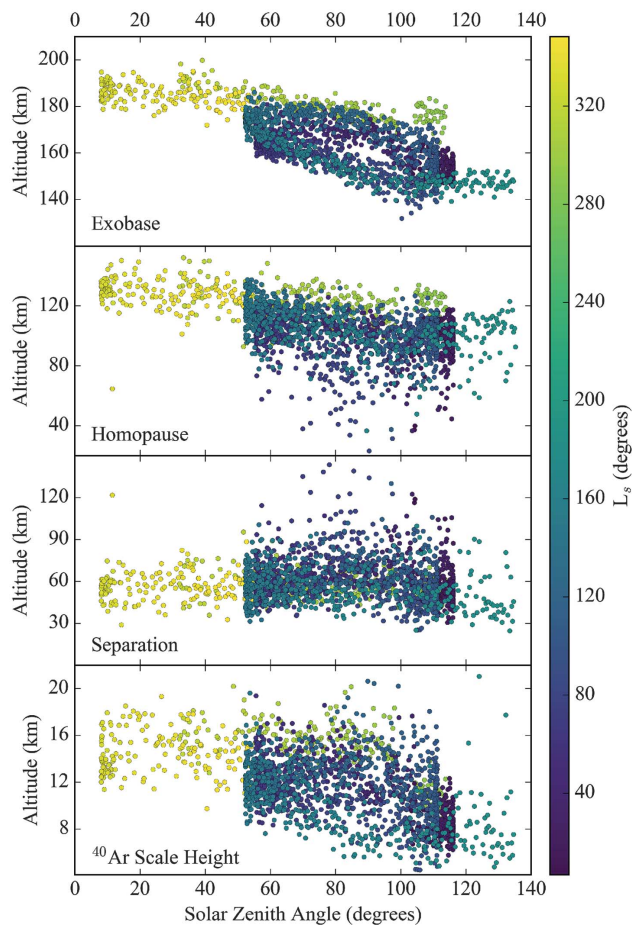 0 20 40 60 80 100 120 140
200
180
160
140
Altitude (km)
Exobase
120
80
40
Altitude (km)
Homopause
120
90
60
30
Altitude (km)
Separation
20
16
12
8
Altitude (km)
⁴⁰Ar Scale Height
0 20 40 60 80 100 120 140
Solar Zenith Angle (degrees)
320
280
240
200
160
120
80
40
Lₛ (degrees)